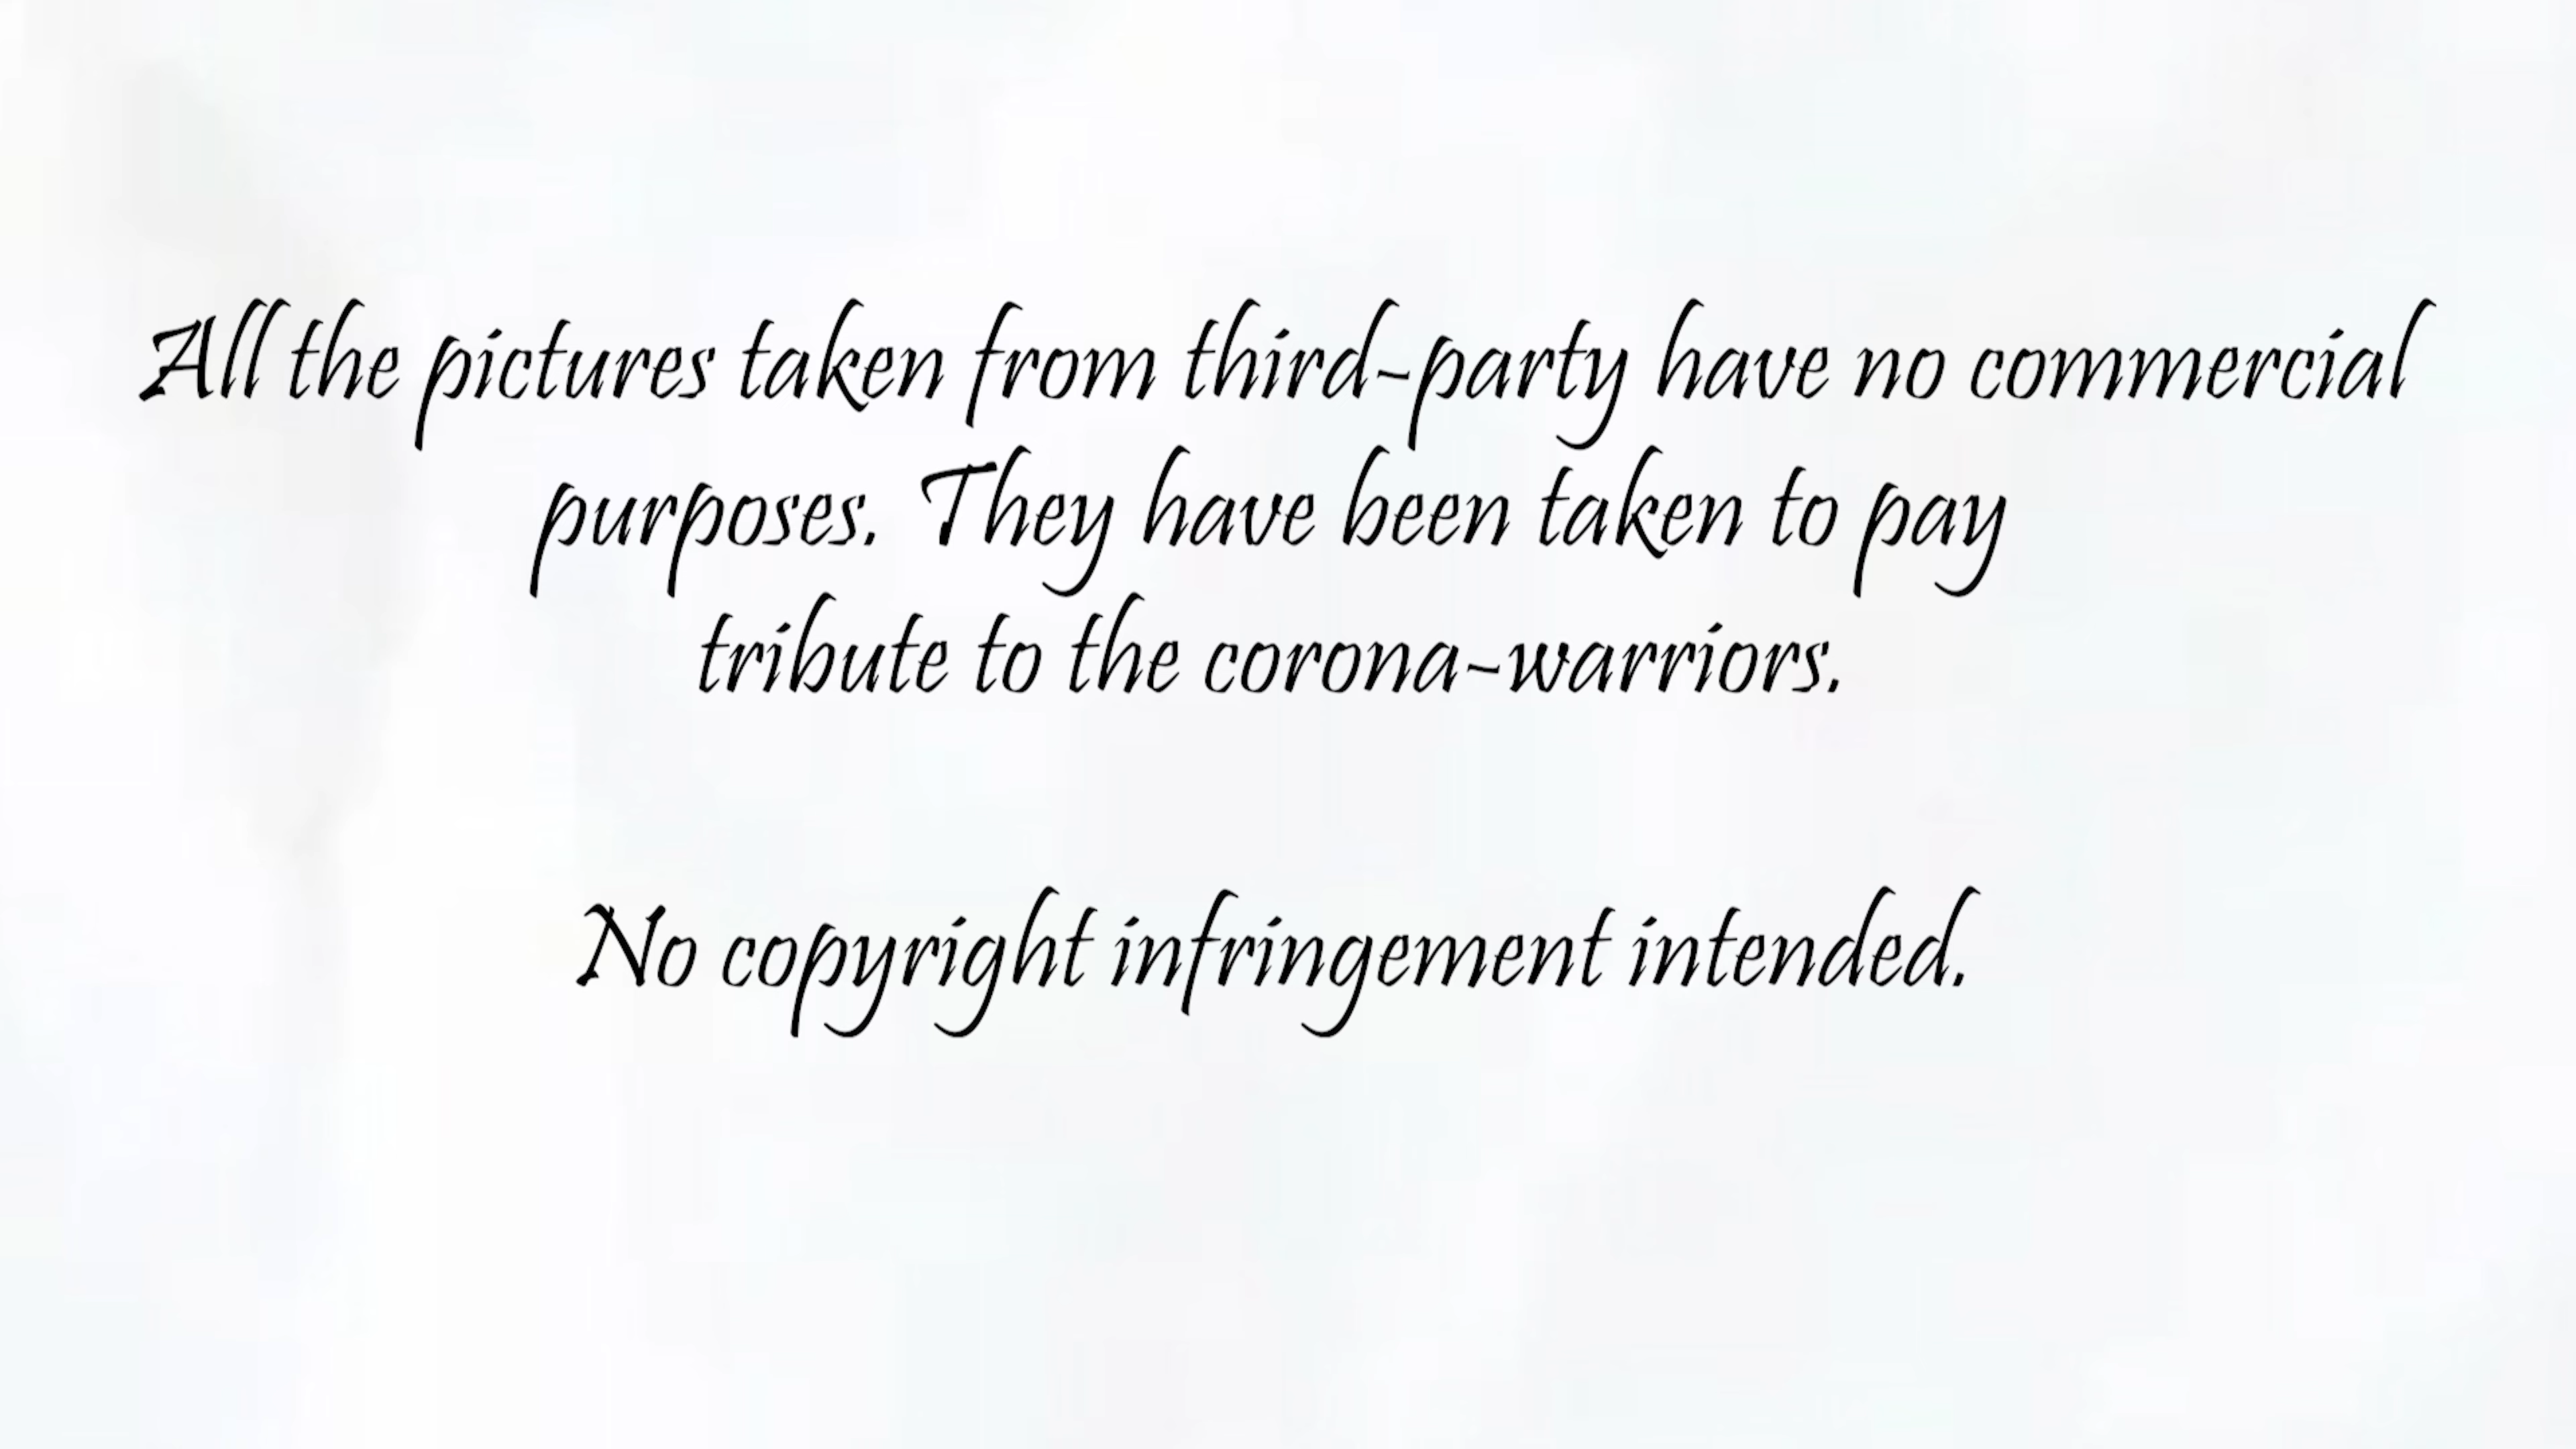 All the pictures taken from third-party have no commercial
purposes. They have been taken to pay
tribute to the corona-warriors.
No copyright infringement intended.